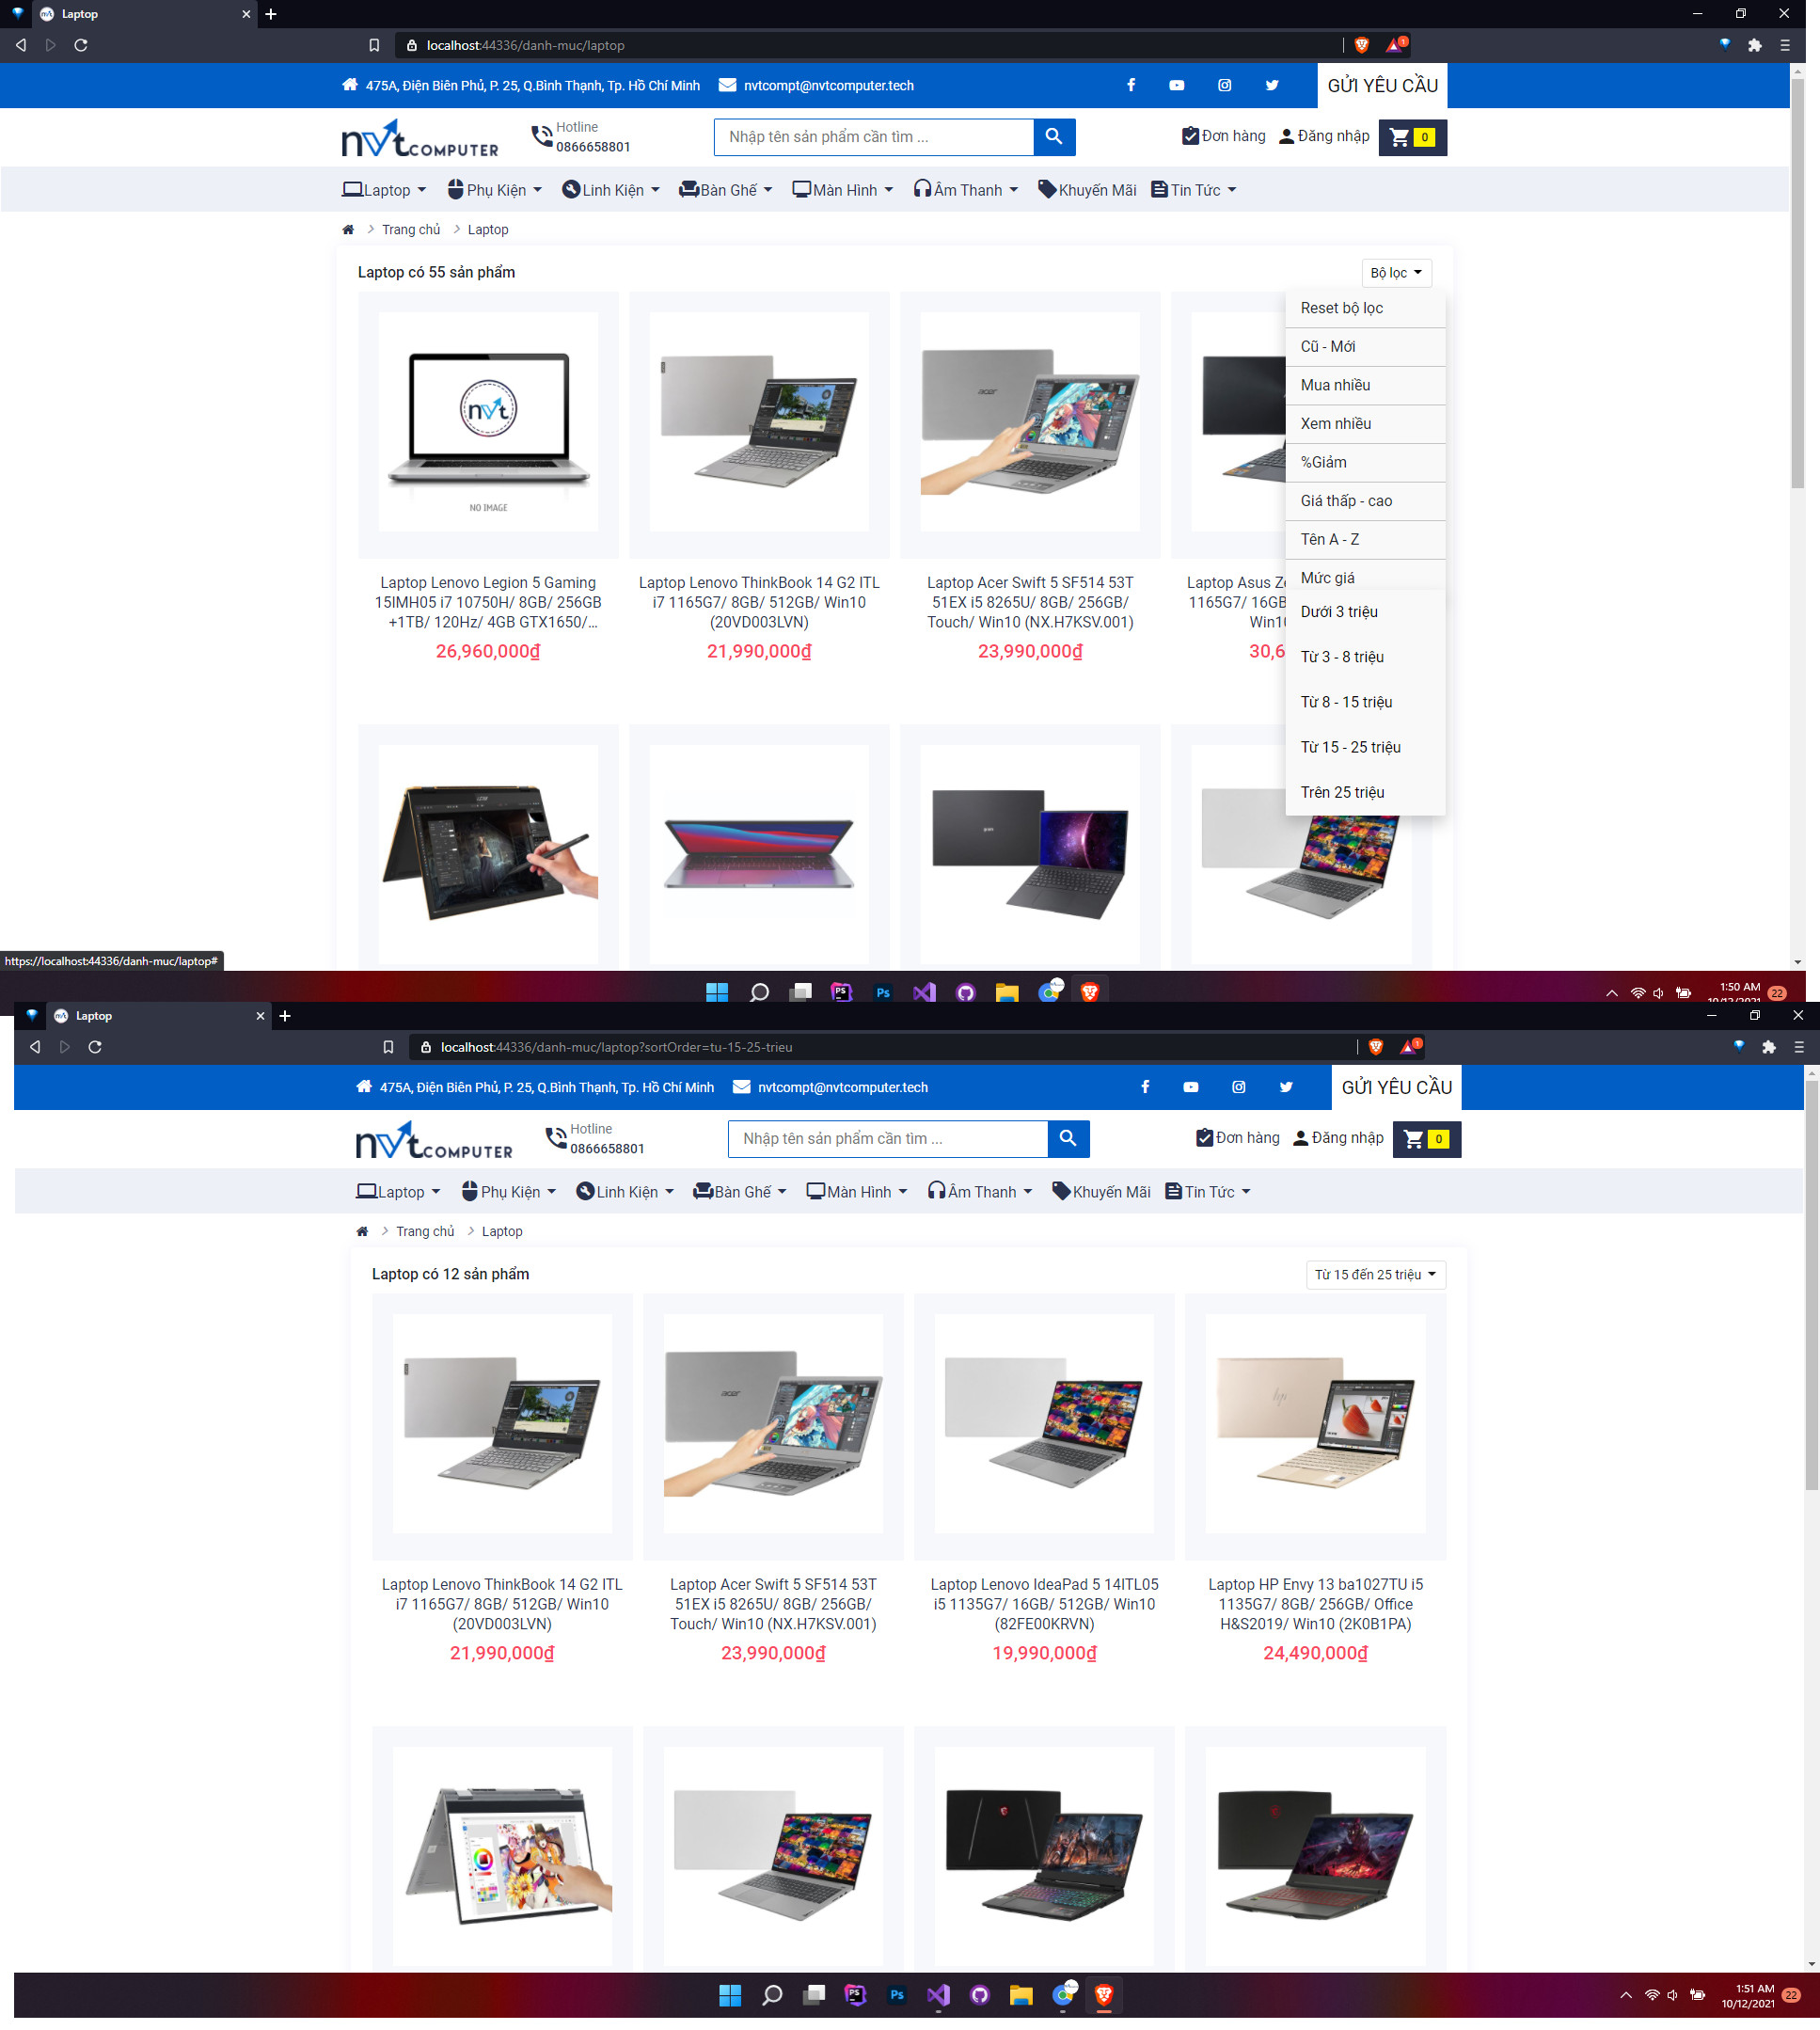 Laptop
localhost:44336/danh-muc/laptop
475A, Điện Biên Phủ, P. 25, Q.Bình Thạnh, Tp. Hồ Chí Minh nvtcompt@nvtcomputer.tech GỬI YÊU CẦU
nvtCOMPUTER Hotline Nhập tên sản phẩm cần tìm ... Đơn hàng Đăng nhập 0
0866658801
Laptop Phụ Kiện Linh Kiện Bàn Ghế Màn Hình Âm Thanh Khuyến Mãi Tin Tức
Trang chủ Laptop
Laptop có 55 sản phẩm Bộ lọc
Reset bộ lọc
Cũ - Mới
Mua nhiều
Xem nhiều
%Giảm
Giá thấp - cao
Tên A - Z
Mức giá
Dưới 3 triệu
Từ 3 - 8 triệu
Từ 8 - 15 triệu
Từ 15 - 25 triệu
Trên 25 triệu
nvt
NO IMAGE
acer
Laptop Lenovo Legion 5 Gaming
15IMH05 i7 10750H/ 8GB/ 256GB
+1TB/ 120Hz/ 4GB GTX1650/...
26,960,000₫
Laptop Lenovo ThinkBook 14 G2 ITL
i7 1165G7/ 8GB/ 512GB/ Win10
(20VD003LVN)
21,990,000₫
Laptop Acer Swift 5 SF514 53T
51EX i5 8265U/ 8GB/ 256GB/
Touch/ Win10 (NX.H7KSV.001)
23,990,000₫
Laptop Asus Ze
1165G7/ 16GB
Win10
30,6
https://localhost:44336/danh-muc/laptop#
1:50 AM
10/12/2021 22
Laptop
localhost:44336/danh-muc/laptop?sortOrder=tu-15-25-trieu
475A, Điện Biên Phủ, P. 25, Q.Bình Thạnh, Tp. Hồ Chí Minh nvtcompt@nvtcomputer.tech GỬI YÊU CẦU
nvtCOMPUTER Hotline Nhập tên sản phẩm cần tìm ... Đơn hàng Đăng nhập 0
0866658801
Laptop Phụ Kiện Linh Kiện Bàn Ghế Màn Hình Âm Thanh Khuyến Mãi Tin Tức
Trang chủ Laptop
Laptop có 12 sản phẩm Từ 15 đến 25 triệu
acer
hp
Laptop Lenovo ThinkBook 14 G2 ITL
i7 1165G7/ 8GB/ 512GB/ Win10
(20VD003LVN)
21,990,000₫
Laptop Acer Swift 5 SF514 53T
51EX i5 8265U/ 8GB/ 256GB/
Touch/ Win10 (NX.H7KSV.001)
23,990,000₫
Laptop Lenovo IdeaPad 5 14ITL05
i5 1135G7/ 16GB/ 512GB/ Win10
(82FE00KRVN)
19,990,000₫
Laptop HP Envy 13 ba1027TU i5
1135G7/ 8GB/ 256GB/ Office
H&S2019/ Win10 (2K0B1PA)
24,490,000₫
1:51 AM
10/12/2021 22